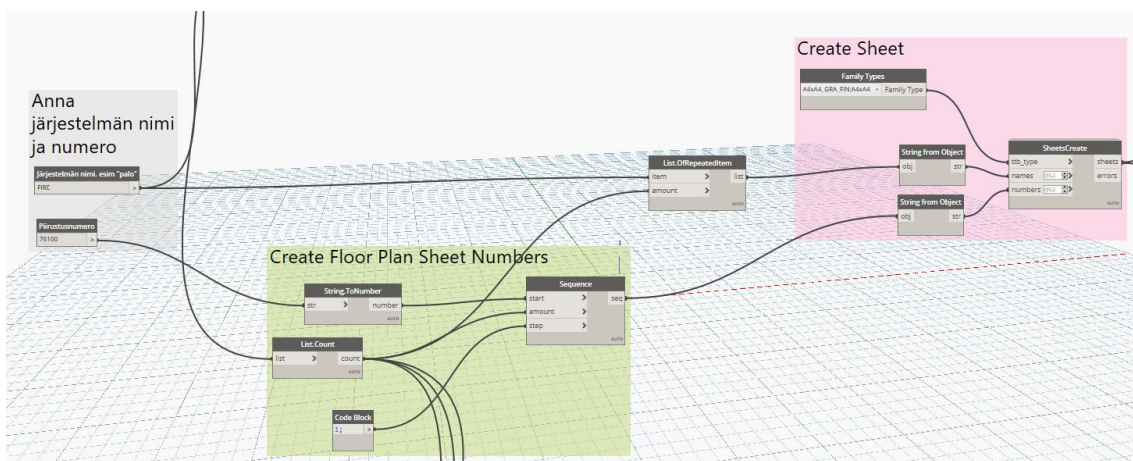 Create Sheet
Family Types
A4xA4_GRA_FIN:A4xA4 Family Type
Anna
järjestelmän nimi
ja numero
Järjestelmän nimi. esim "palo"
FIRE >
Piirustusnumero
76100 >
List.OfRepeatedItem
item > list
amount >
AUTO
String from Object
obj str
AUTO
String from Object
obj str
AUTO
SheetsCreate
ttb_type > sheets
names errors
numbers
AUTO
Create Floor Plan Sheet Numbers
String.ToNumber
str > number
AUTO
List.Count
list > count
AUTO
Sequence
start > seq
amount >
step >
AUTO
Code Block
1; >